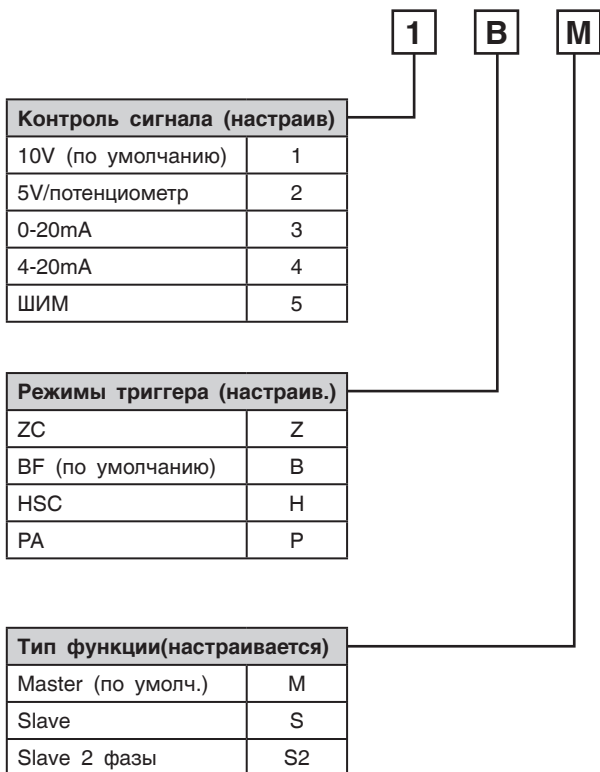 1 B M
Контроль сигнала (настраив)
10V (по умолчанию) 1
5V/потенциометр 2
0-20mA 3
4-20mA 4
ШИМ 5
Режимы триггера (настраив.)
ZC Z
BF (по умолчанию) B
HSC H
PA P
Тип функции(настраивается)
Master (по умолч.) M
Slave S
Slave 2 фазы S2